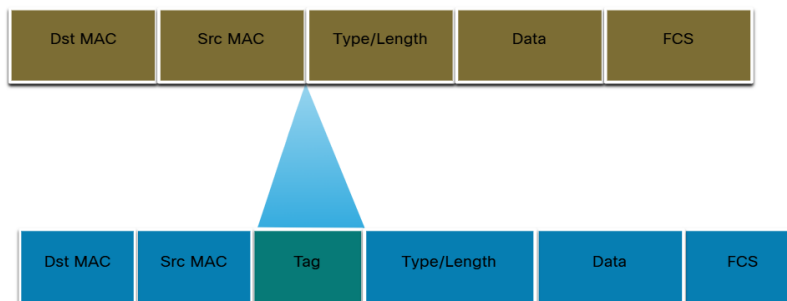 Dst MAC Src MAC Type/Length Data FCS
Dst MAC Src MAC Tag Type/Length Data FCS